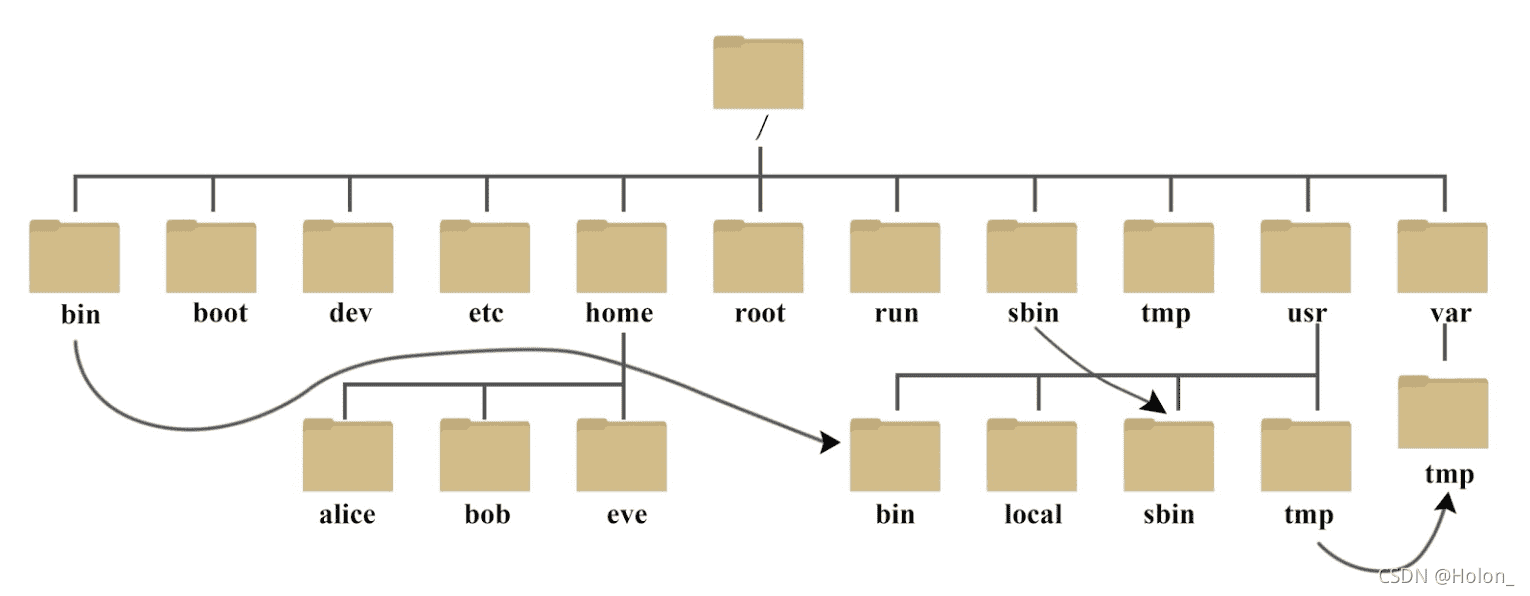 /
bin boot dev etc home root run sbin tmp usr var
tmp
alice bob eve bin local sbin tmp
CSDN @Holon_